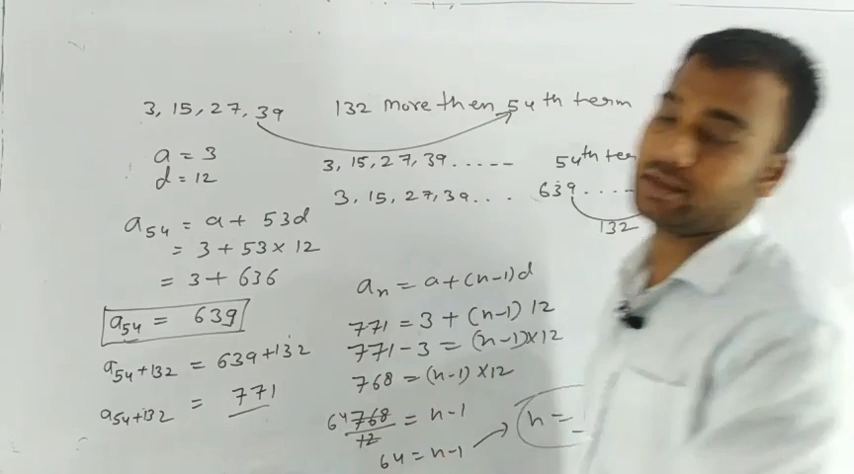 3, 15, 27, 39 132 more then 54th term
a = 3
d = 12
3, 15, 27, 39 ..... 54th ter
3, 15, 27, 39 . . . 639 ....
132
a54 = a + 53d
= 3 + 53 × 12
= 3 + 636
a54 = 639
a54+132 = 639+132
a54+132 = 771
an = a + (n-1)d
771 = 3 + (n-1) 12
771 - 3 = (n-1)×12
768 = (n-1) ×12
64 768/12 = n-1
64 = n-1
n =